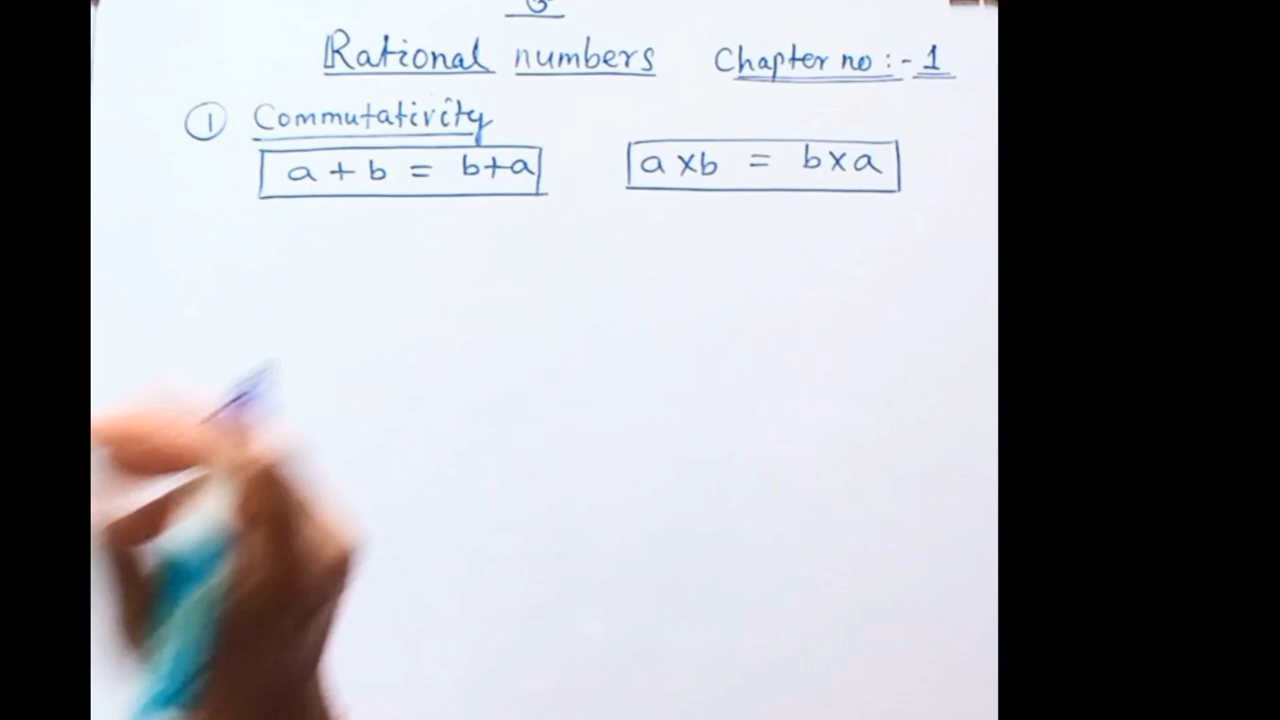 Rational numbers Chapter no :- 1
① Commutativity
a + b = b+a a x b = b x a